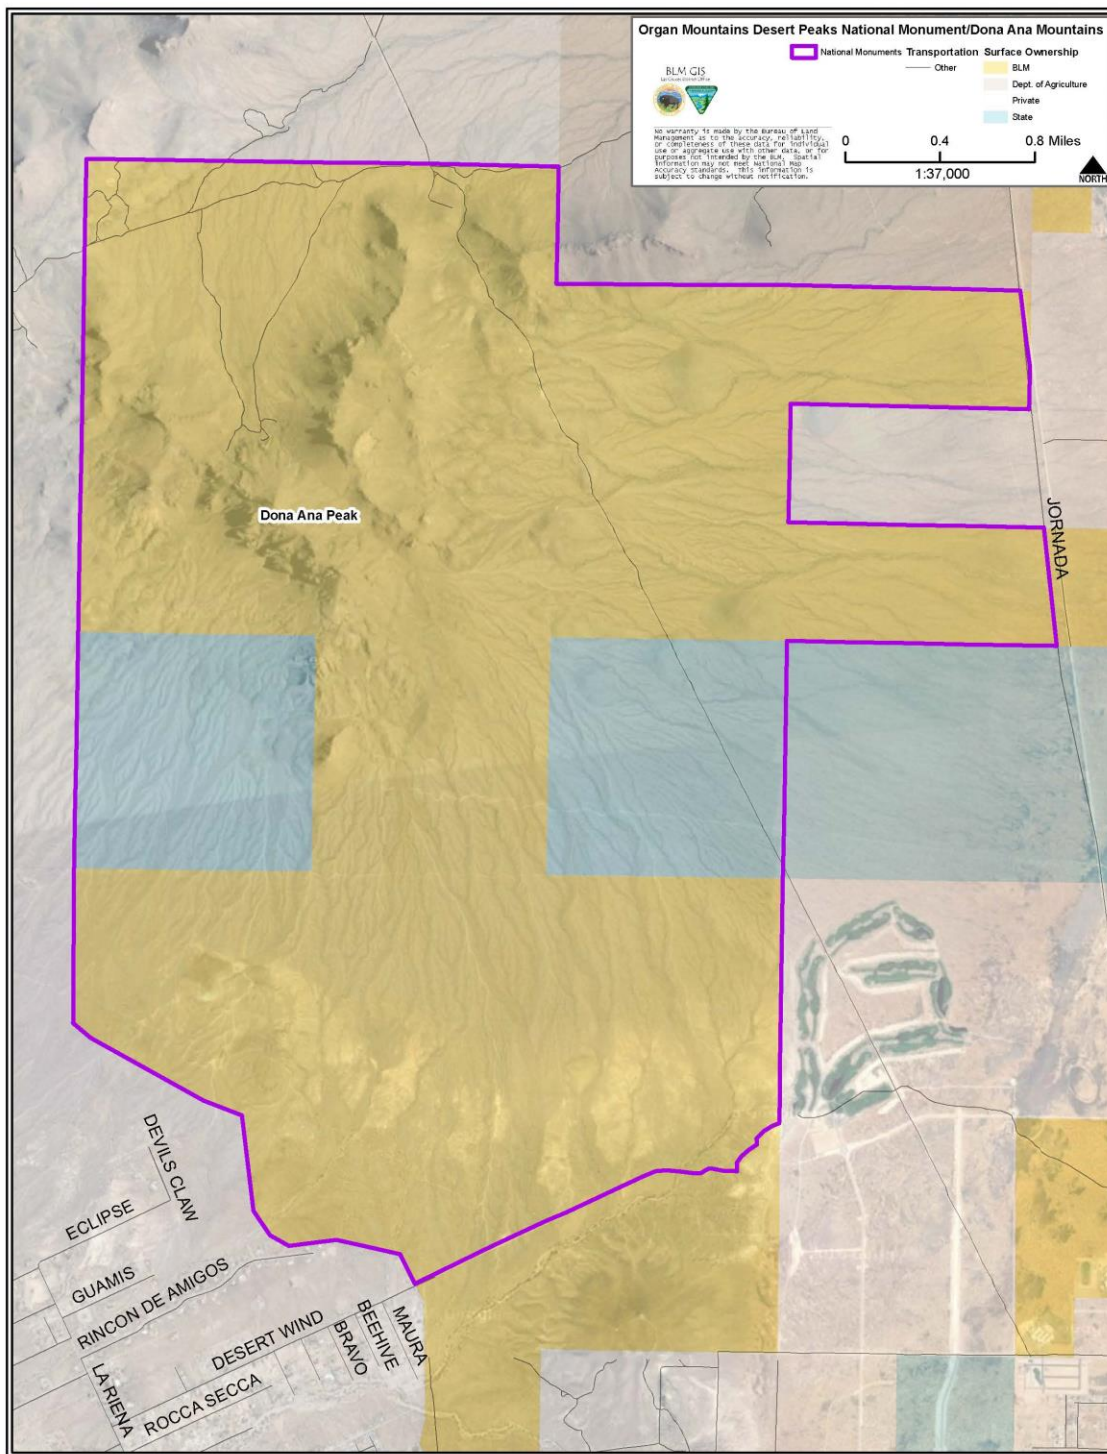 Organ Mountains Desert Peaks National Monument/Dona Ana Mountains
National Monuments Transportation Surface Ownership
Other
BLM
Dept. of Agriculture
Private
State
BLM GIS
No warranty is made by the Bureau of Land
Management as to the accuracy, reliability,
or completeness of these data for individual
use or aggregate use with other data, or for
purposes not intended by the BLM. Spatial
information may not meet National Map
Accuracy Standards. This information is
subject to change without notification.
0 0.4 0.8 Miles
1:37,000
NORTH
Dona Ana Peak
JORNADA
DEVILS CLAW
ECLIPSE
GUAMIS
RINCON DE AMIGOS
DESERT WIND
BRAVO
BEEHIVE
MAURA
LA RIENA
ROCCA SECCA